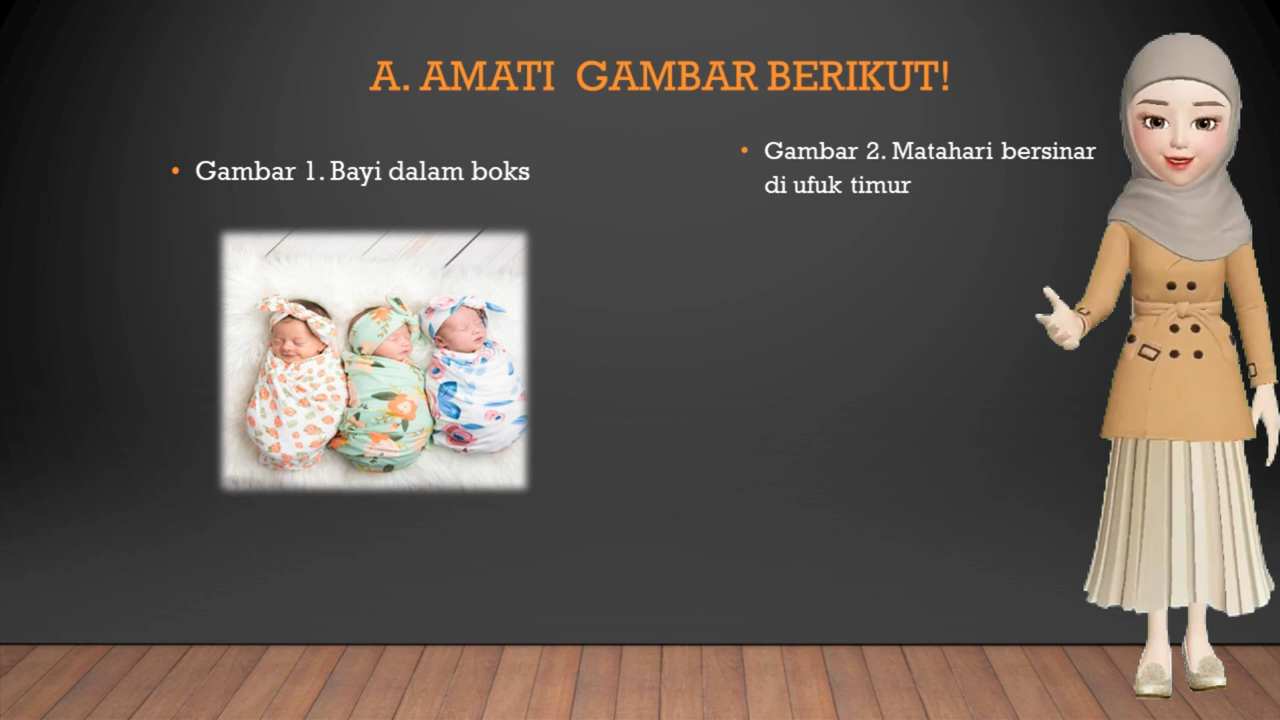 A. AMATI GAMBAR BERIKUT!
• Gambar 1. Bayi dalam boks
• Gambar 2. Matahari bersinar
di ufuk timur